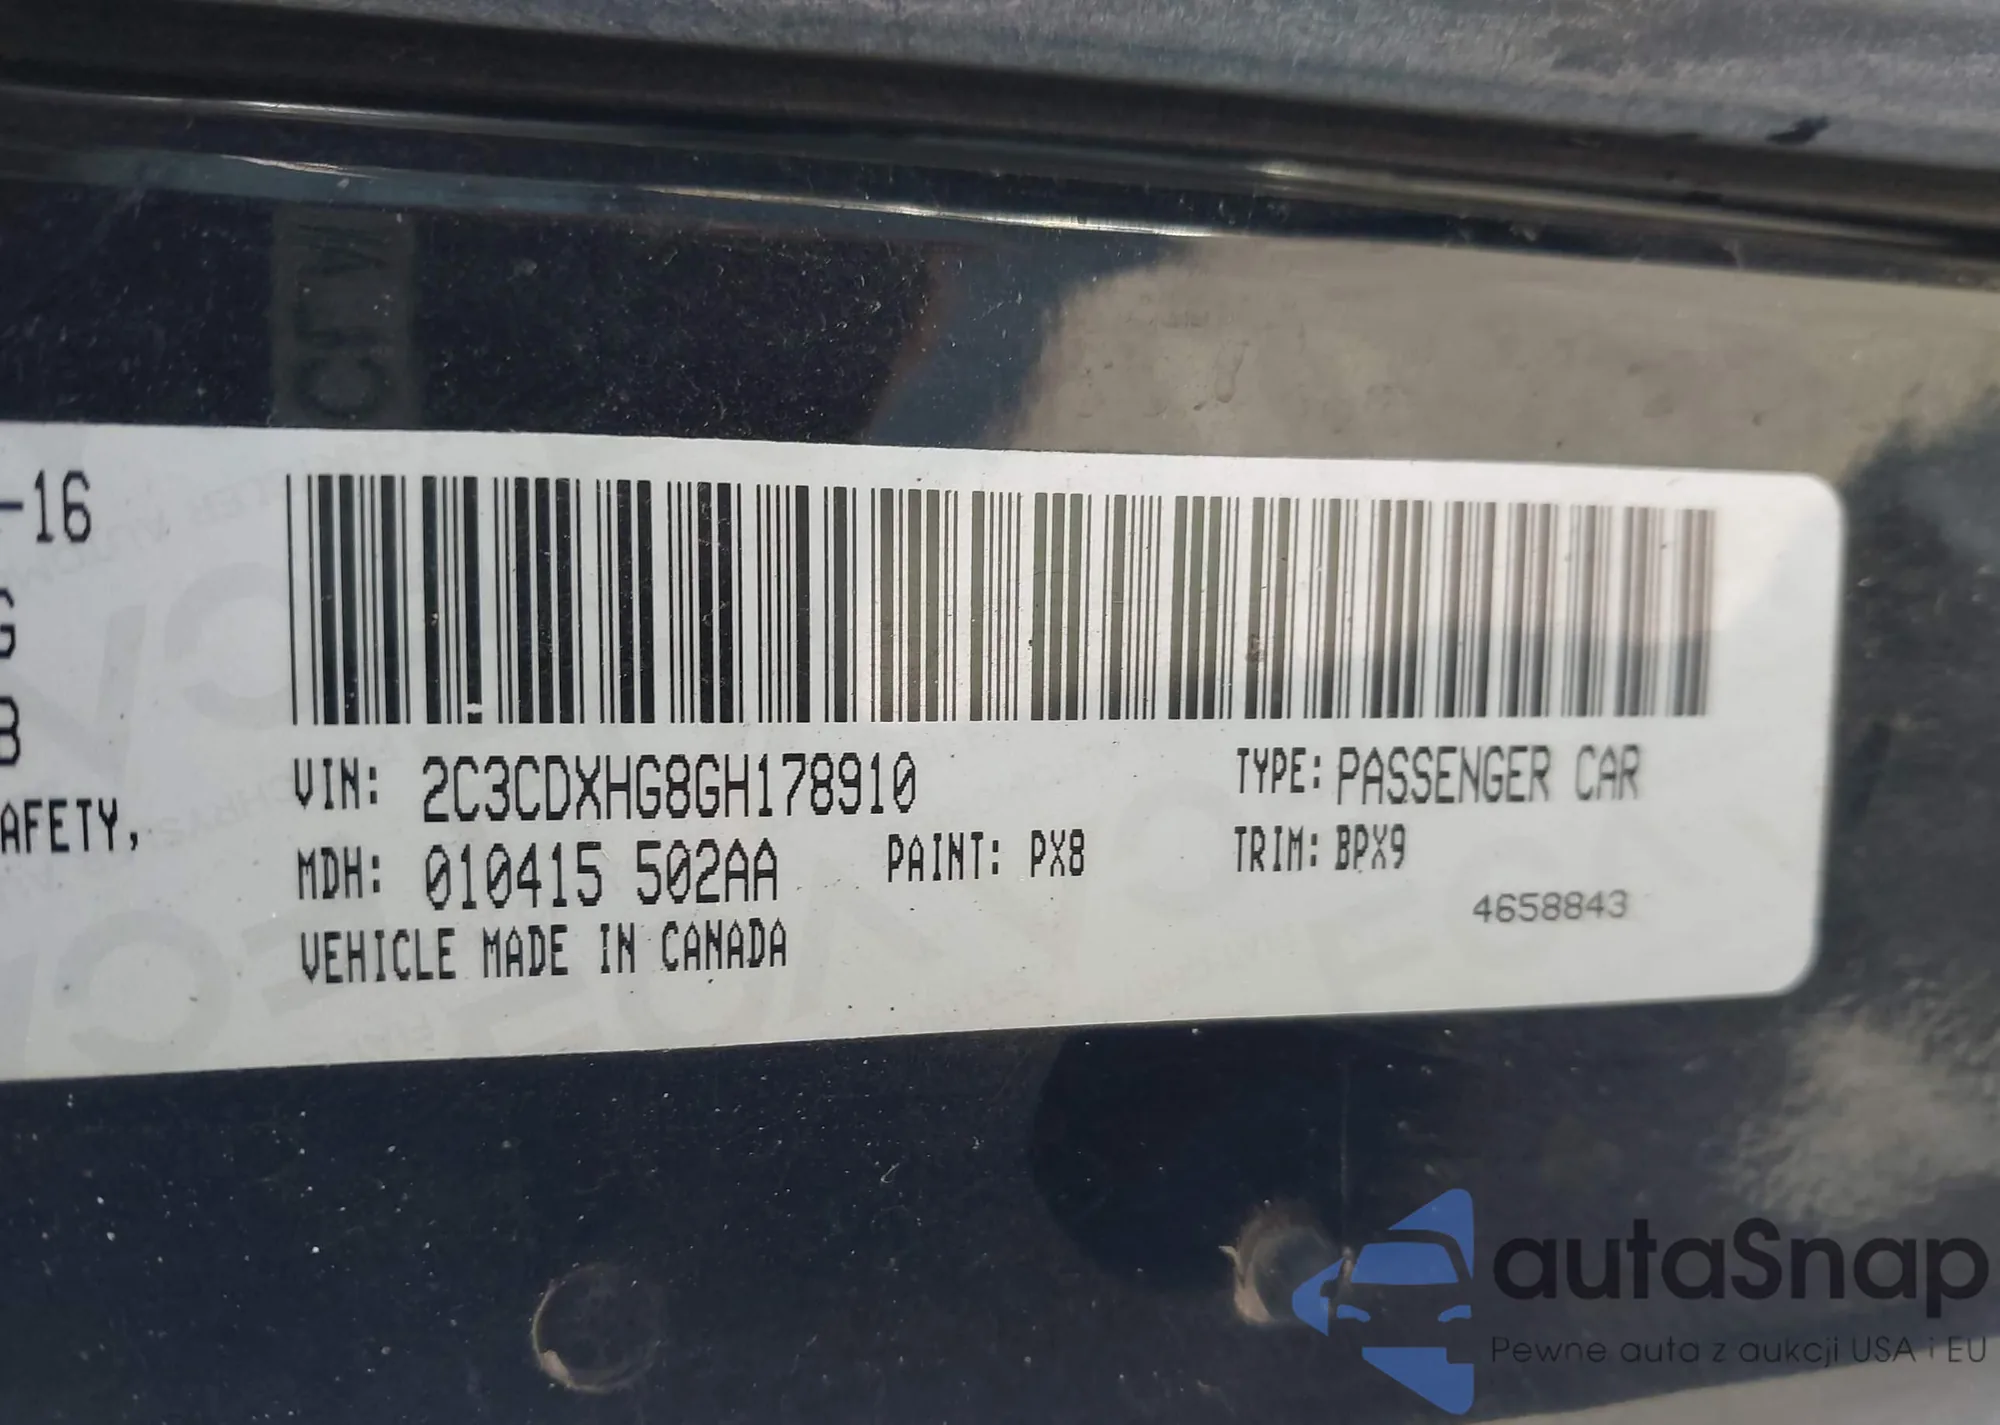 -16
G
B
AFETY,
VIN: 2C3CDXHG8GH178910
TYPE: PASSENGER CAR
MDH: 010415 502AA
PAINT: PX8
TRIM: BPX9
4658843
VEHICLE MADE IN CANADA
autaSnap
Pewne auta z aukcji USA i EU